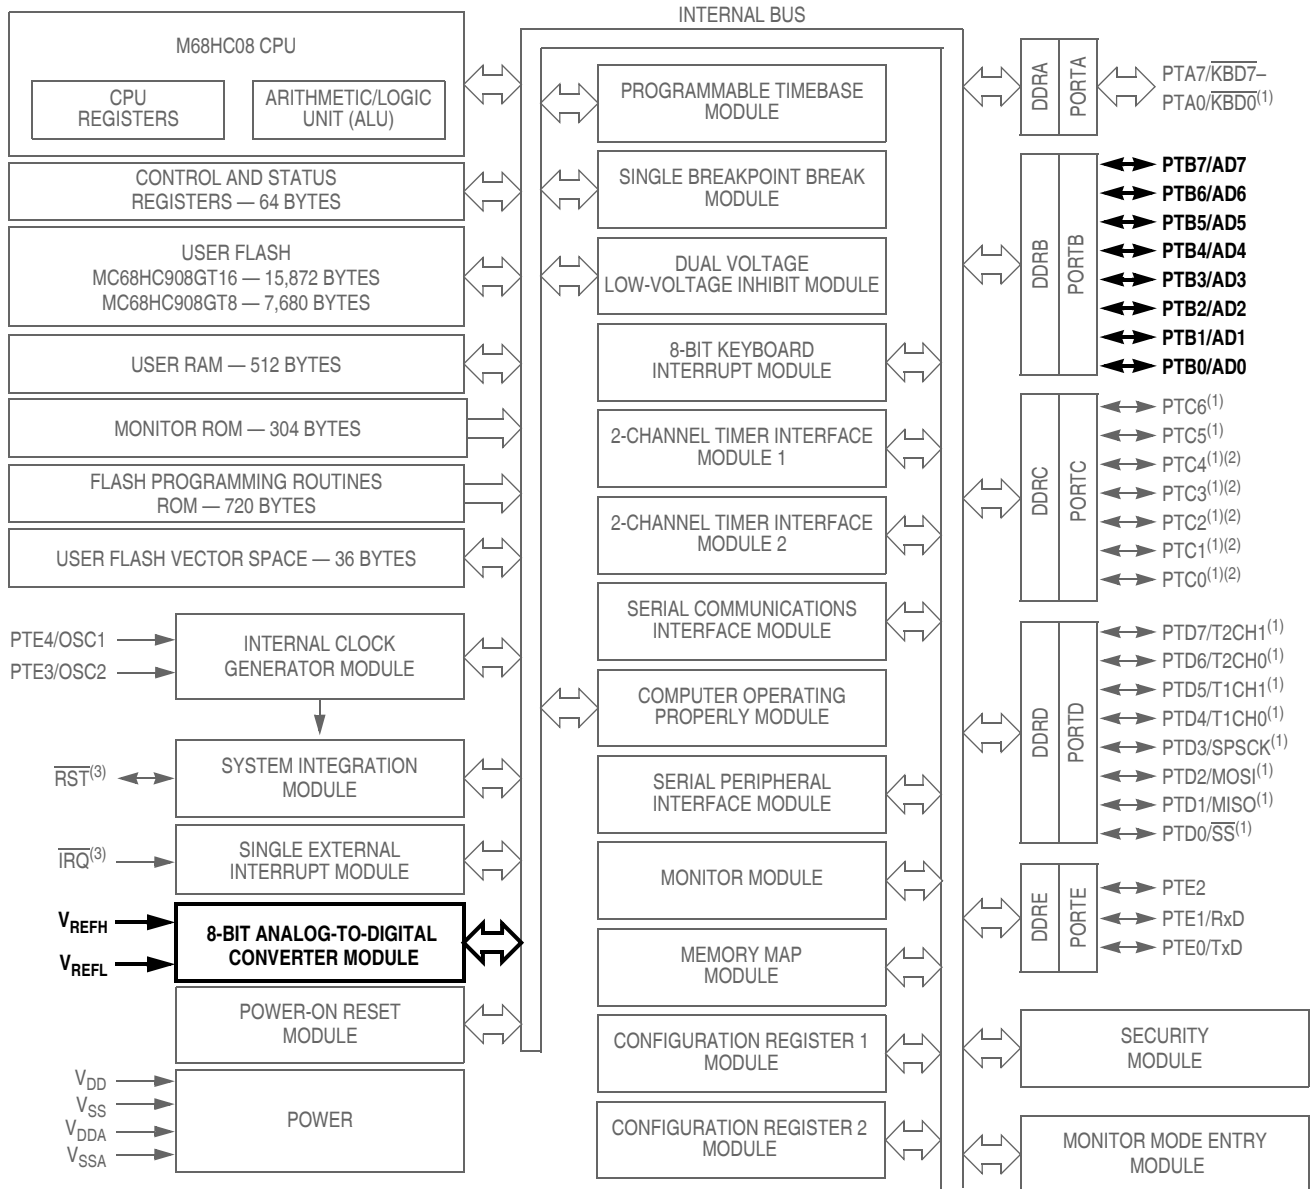 INTERNAL BUS
M68HC08 CPU
CPU
REGISTERS
ARITHMETIC/LOGIC
UNIT (ALU)
CONTROL AND STATUS
REGISTERS — 64 BYTES
USER FLASH
MC68HC908GT16 — 15,872 BYTES
MC68HC908GT8 — 7,680 BYTES
USER RAM — 512 BYTES
MONITOR ROM — 304 BYTES
FLASH PROGRAMMING ROUTINES
ROM — 720 BYTES
USER FLASH VECTOR SPACE — 36 BYTES
PTE4/OSC1
PTE3/OSC2
INTERNAL CLOCK
GENERATOR MODULE
RST(3)
SYSTEM INTEGRATION
MODULE
IRQ(3)
SINGLE EXTERNAL
INTERRUPT MODULE
VREFH
VREFL
8-BIT ANALOG-TO-DIGITAL
CONVERTER MODULE
POWER-ON RESET
MODULE
VDD
VSS
VDDA
VSSA
POWER
PROGRAMMABLE TIMEBASE
MODULE
SINGLE BREAKPOINT BREAK
MODULE
DUAL VOLTAGE
LOW-VOLTAGE INHIBIT MODULE
8-BIT KEYBOARD
INTERRUPT MODULE
2-CHANNEL TIMER INTERFACE
MODULE 1
2-CHANNEL TIMER INTERFACE
MODULE 2
SERIAL COMMUNICATIONS
INTERFACE MODULE
COMPUTER OPERATING
PROPERLY MODULE
SERIAL PERIPHERAL
INTERFACE MODULE
MONITOR MODULE
MEMORY MAP
MODULE
CONFIGURATION REGISTER 1
MODULE
CONFIGURATION REGISTER 2
MODULE
DDRA
PORTA
PTA7/KBD7–
PTA0/KBD0(1)
DDRB
PORTB
PTB7/AD7
PTB6/AD6
PTB5/AD5
PTB4/AD4
PTB3/AD3
PTB2/AD2
PTB1/AD1
PTB0/AD0
DDRC
PORTC
PTC6(1)
PTC5(1)
PTC4(1)(2)
PTC3(1)(2)
PTC2(1)(2)
PTC1(1)(2)
PTC0(1)(2)
DDRD
PORTD
PTD7/T2CH1(1)
PTD6/T2CH0(1)
PTD5/T1CH1(1)
PTD4/T1CH0(1)
PTD3/SPSCK(1)
PTD2/MOSI(1)
PTD1/MISO(1)
PTD0/SS(1)
DDRE
PORTE
PTE2
PTE1/RxD
PTE0/TxD
SECURITY
MODULE
MONITOR MODE ENTRY
MODULE